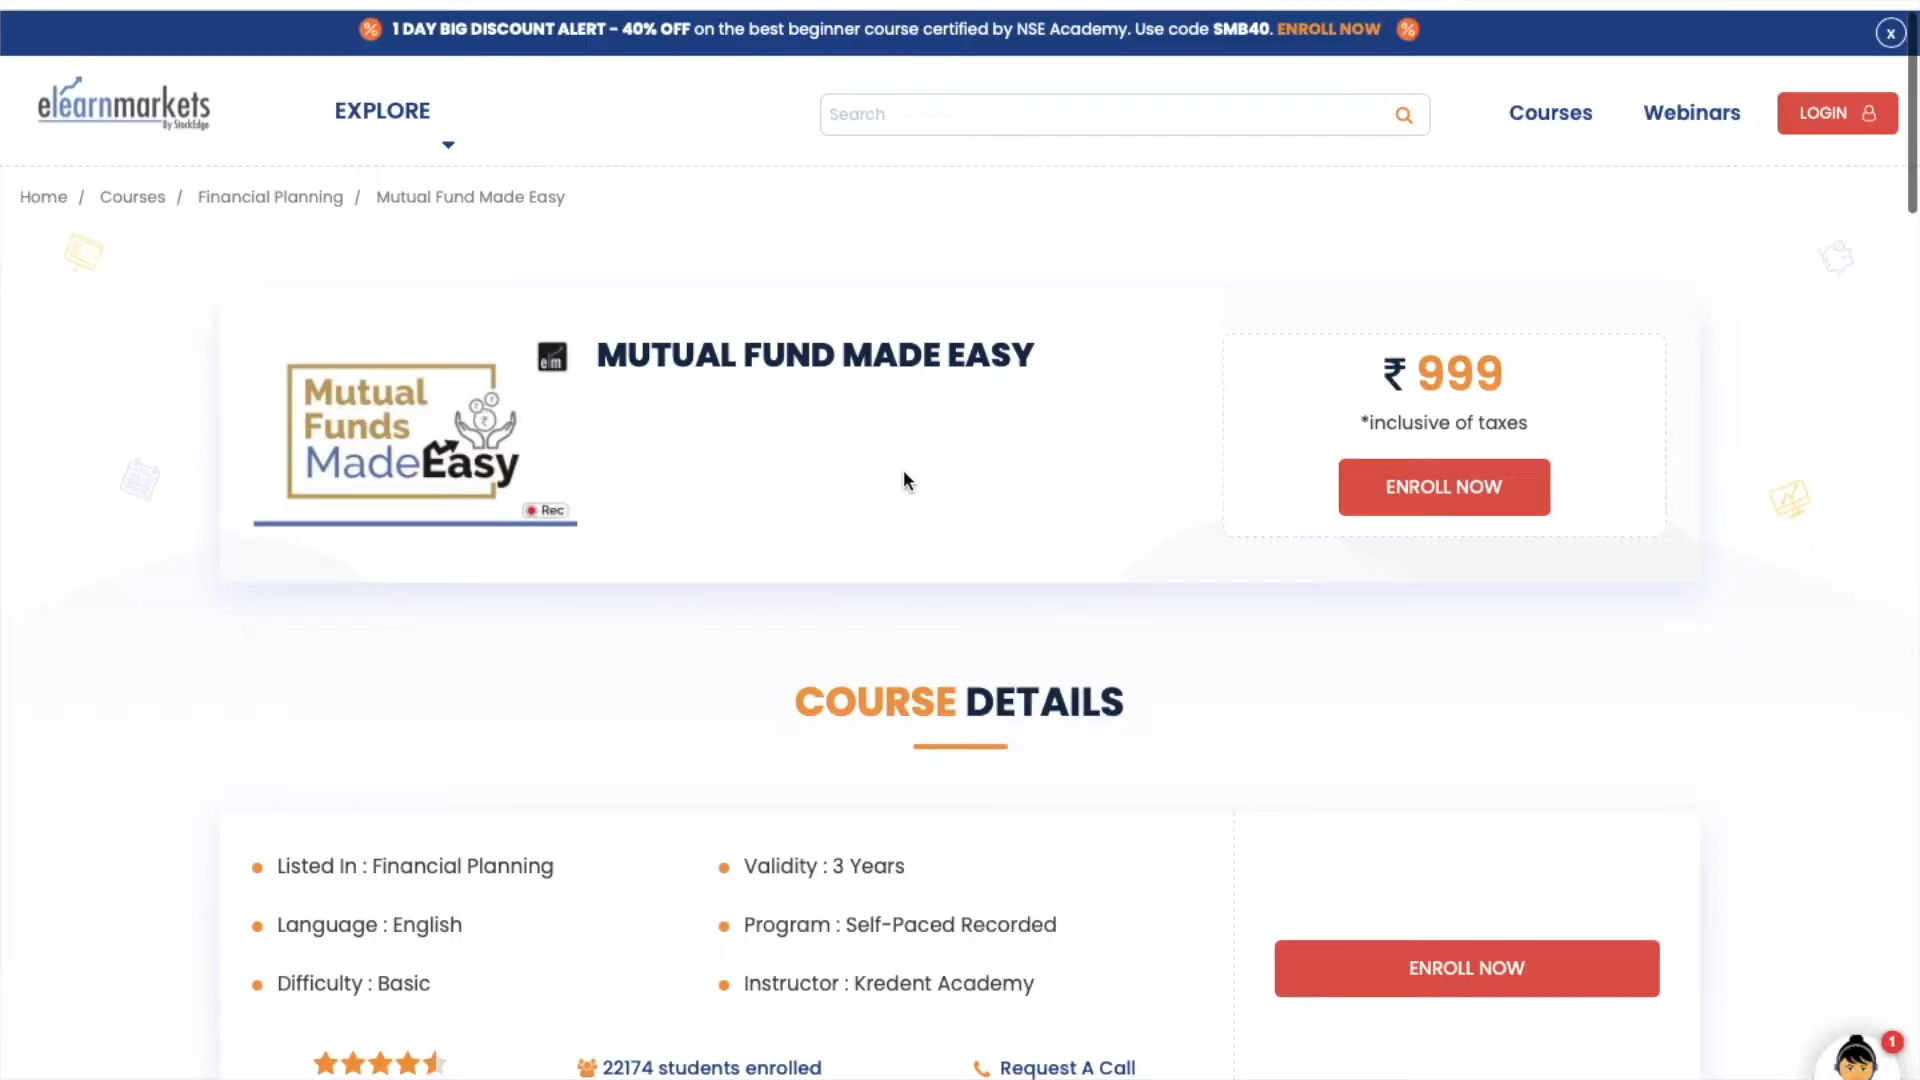 1 DAY BIG DISCOUNT ALERT - 40% OFF on the best beginner course certified by NSE Academy. Use code SMB40. ENROLL NOW
x
elearnmarkets
By StockEdge
EXPLORE
Search
Courses
Webinars
LOGIN
Home / Courses / Financial Planning / Mutual Fund Made Easy
Mutual
Funds
MadeEasy
Rec
elm
MUTUAL FUND MADE EASY
₹ 999
*inclusive of taxes
ENROLL NOW
COURSE DETAILS
Listed In : Financial Planning
Validity : 3 Years
Language : English
Program : Self-Paced Recorded
Difficulty : Basic
Instructor : Kredent Academy
ENROLL NOW
22174 students enrolled
Request A Call
1